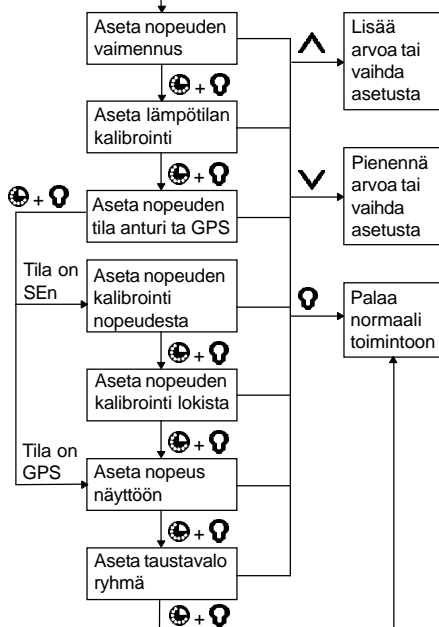 Aseta nopeuden
vaimennus
+
Aseta lämpötilan
kalibrointi
+
+
Aseta nopeuden
tila anturi ta GPS
Tila on
SEn
Aseta nopeuden
kalibrointi
nopeudesta
+
Aseta nopeuden
kalibrointi lokista
+
Tila on
GPS
Aseta nopeus
näyttöön
+
Aseta taustavalo
ryhmä
+
Lisää
arvoa tai
vaihda
asetusta
Pienennä
arvoa tai
vaihda
asetusta
Palaa
normaali
toimintoon